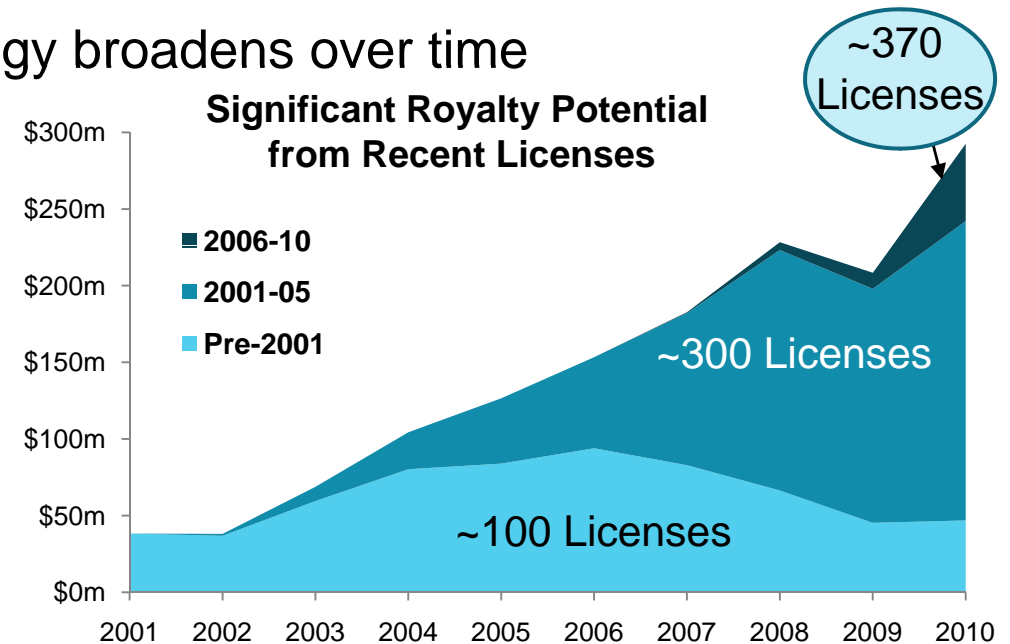 gy broadens over time
~370
Licenses
Significant Royalty Potential
from Recent Licenses
$300m
$250m
$200m
$150m
$100m
$50m
$0m
2006-10
2001-05
Pre-2001
~300 Licenses
~100 Licenses
2001 2002 2003 2004 2005 2006 2007 2008 2009 2010